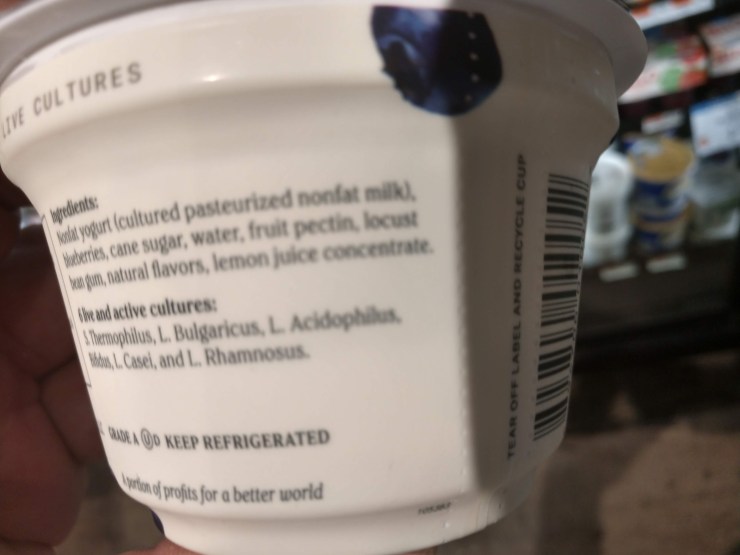 LIVE CULTURES
Ingredients:
Nonfat yogurt (cultured pasteurized nonfat milk),
blueberries, cane sugar, water, fruit pectin, locust
bean gum, natural flavors, lemon juice concentrate.
6 live and active cultures:
S. Thermophilus, L. Bulgaricus, L. Acidophilus,
Bifidus, L. Casei, and L. Rhamnosus.
GRADE A Ⓤ D KEEP REFRIGERATED
A portion of profits for a better world
TEAR OFF LABEL AND RECYCLE CUP